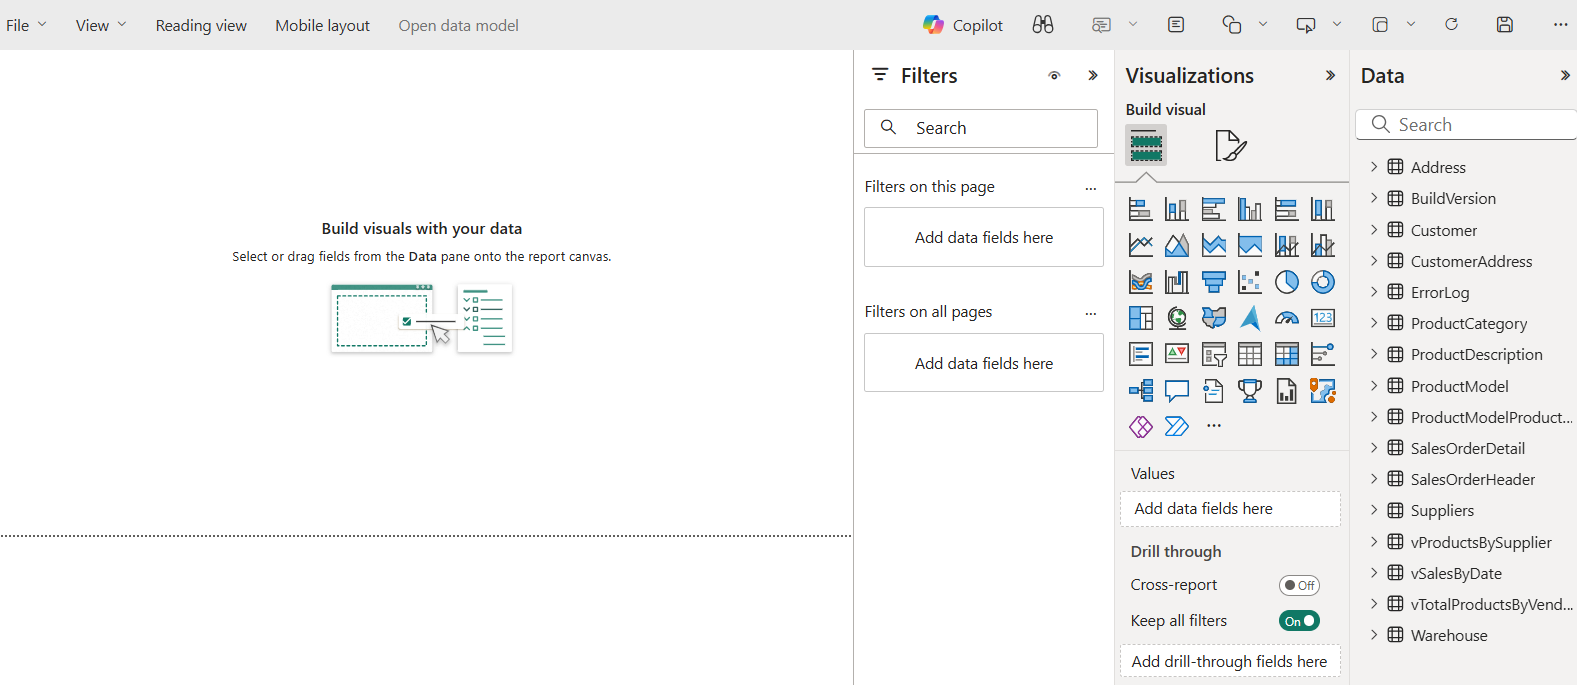 File View Reading view Mobile layout Open data model Copilot
Build visuals with your data
Select or drag fields from the Data pane onto the report canvas.
Filters
Search
Filters on this page
Add data fields here
Filters on all pages
Add data fields here
Visualizations
Build visual
123
Values
Add data fields here
Drill through
Cross-report Off
Keep all filters On
Add drill-through fields here
Data
Search
Address
BuildVersion
Customer
CustomerAddress
ErrorLog
ProductCategory
ProductDescription
ProductModel
ProductModelProduct...
SalesOrderDetail
SalesOrderHeader
Suppliers
vProductsBySupplier
vSalesByDate
vTotalProductsByVend...
Warehouse